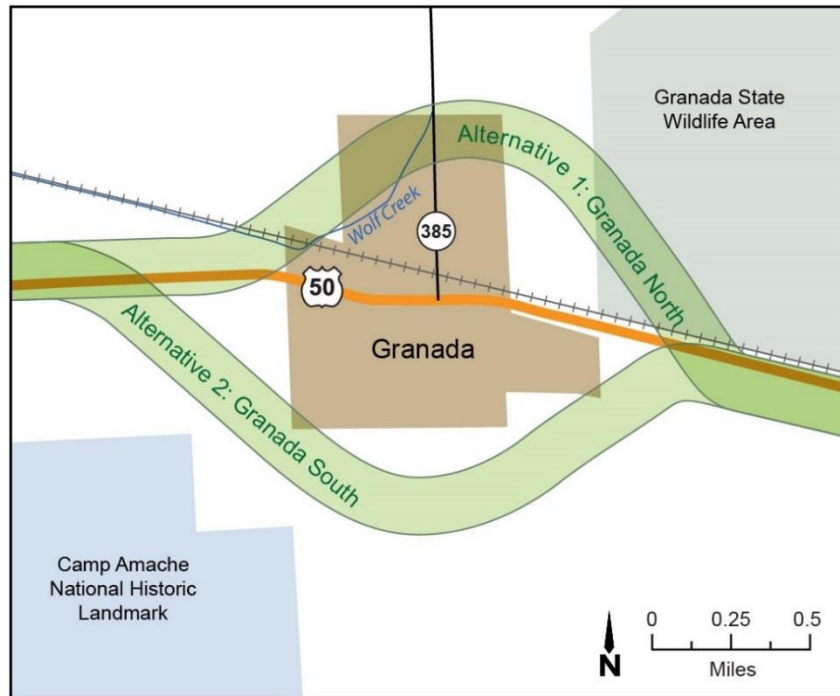 Granada State
Wildlife Area
Alternative 1: Granada North
Wolf Creek
385
50
Granada
Alternative 2: Granada South
Camp Amache
National Historic
Landmark
N
0 0.25 0.5
Miles